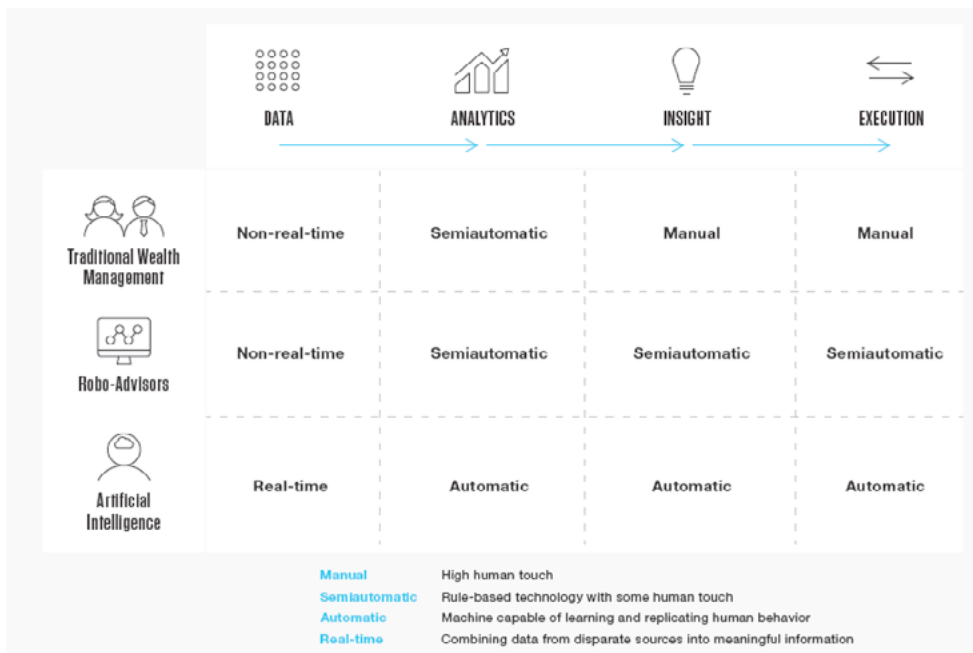 DATA
ANALYTICS
INSIGHT
EXECUTION
Traditional Wealth
Management
Non-real-time
Semiautomatic
Manual
Manual
Robo-Advisors
Non-real-time
Semiautomatic
Semiautomatic
Semiautomatic
Artificial
Intelligence
Real-time
Automatic
Automatic
Automatic
Manual High human touch
Semiautomatic Rule-based technology with some human touch
Automatic Machine capable of learning and replicating human behavior
Real-time Combining data from disparate sources into meaningful information